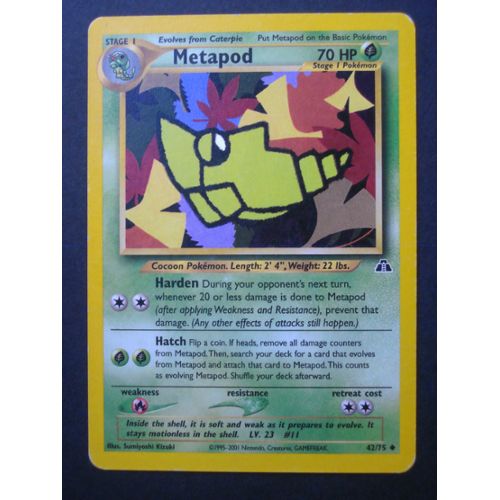 STAGE 1 Evolves from Caterpie Put Metapod on the Basic Pokémon
Metapod 70 HP
Stage 1 Pokémon
Cocoon Pokémon. Length: 2' 4", Weight: 22 lbs.
Harden During your opponent's next turn,
whenever 20 or less damage is done to Metapod
(after applying Weakness and Resistance), prevent that
damage. (Any other effects of attacks still happen.)
Hatch Flip a coin. If heads, remove all damage counters
from Metapod. Then, search your deck for a card that evolves
from Metapod and attach that card to Metapod. This counts
as evolving Metapod. Shuffle your deck afterward.
weakness resistance retreat cost
Inside the shell, it is soft and weak as it prepares to evolve. It
stays motionless in the shell. LV. 23 #11
Illus. Sumiyoshi Kizuki ©1995-2001 Nintendo, Creatures, GAMEFREAK. 42/75